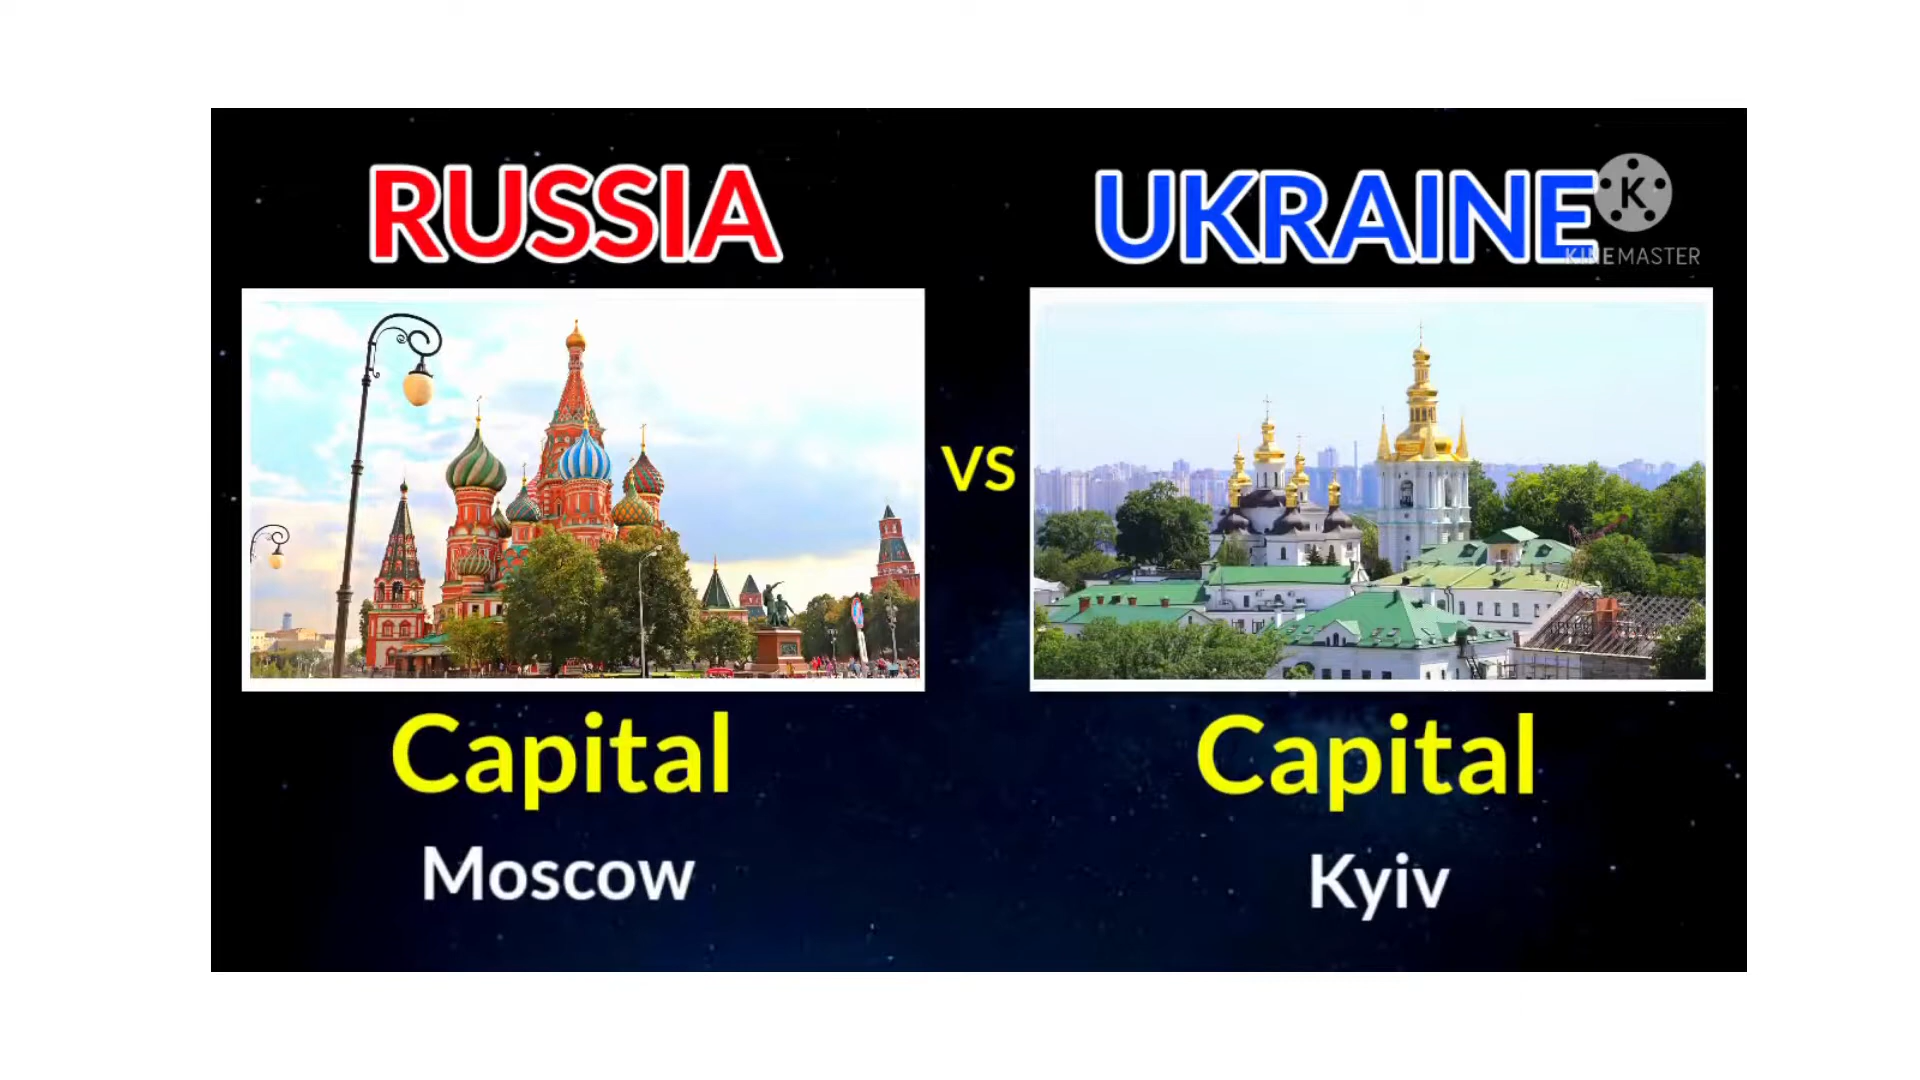 RUSSIA
UKRAINE
K
KINEMASTER
VS
Capital
Capital
Moscow
Kyiv